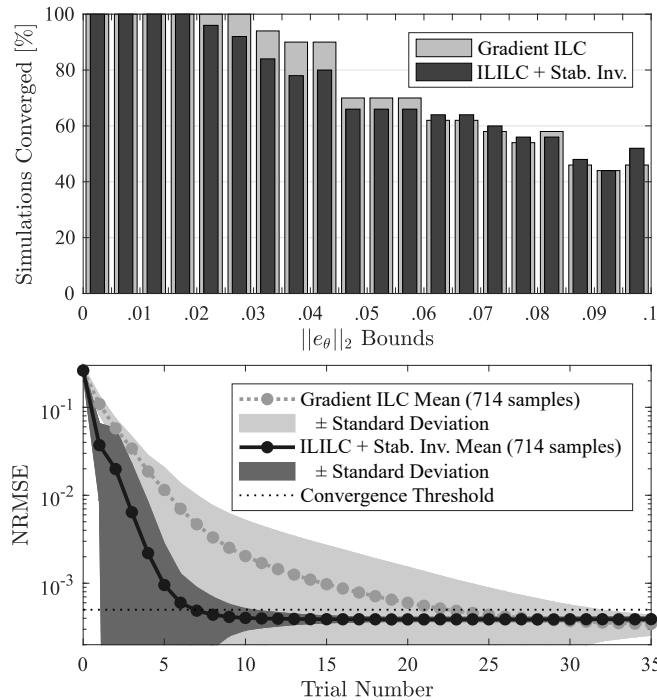 Simulations Converged [%]
100
80
60
40
20
0
Gradient ILC
ILILC + Stab. Inv.
0 .01 .02 .03 .04 .05 .06 .07 .08 .09 .1
||e_θ||_2 Bounds
NRMSE
10^-1
10^-2
10^-3
Gradient ILC Mean (714 samples)
± Standard Deviation
ILILC + Stab. Inv. Mean (714 samples)
± Standard Deviation
Convergence Threshold
0 5 10 15 20 25 30 35
Trial Number